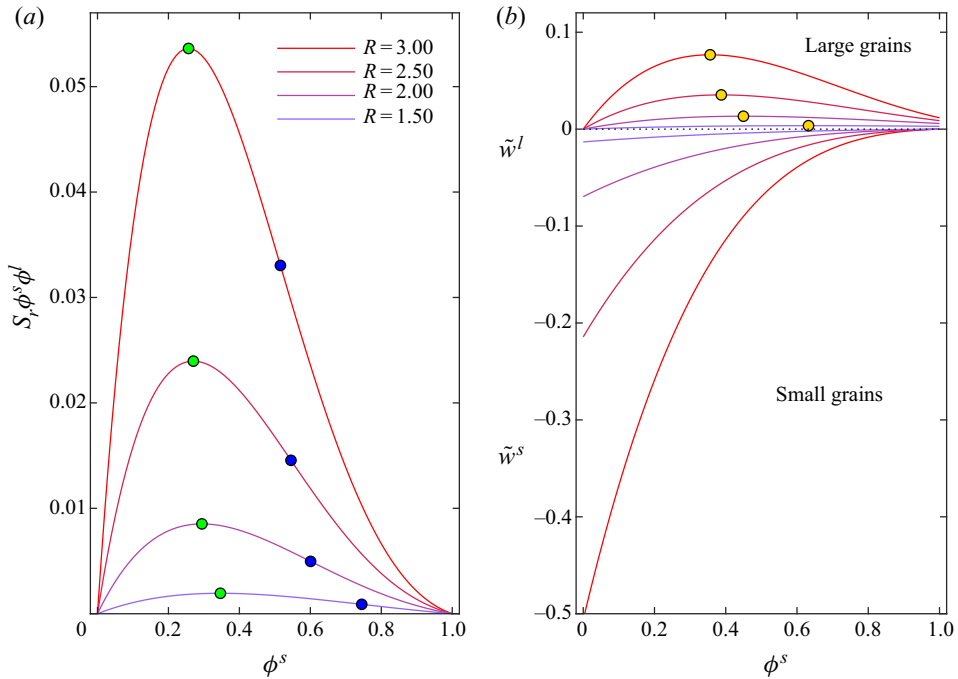 (a)
R = 3.00
R = 2.50
R = 2.00
R = 1.50
0.05
0.04
0.03
0.02
0.01
S_r ϕ^s ϕ^l
0 0.2 0.4 0.6 0.8 1.0
ϕ^s
(b)
Large grains
Small grains
0.1
0
w̃^l
–0.1
–0.2
–0.3
–0.4
w̃^s
–0.5
0 0.2 0.4 0.6 0.8 1.0
ϕ^s